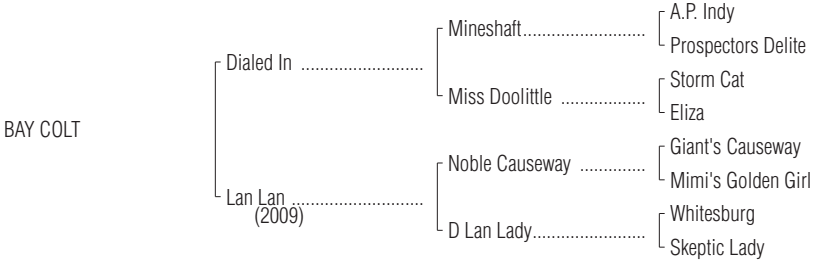 A.P. Indy
Mineshaft..........................
Prospectors Delite
Dialed In ..........................
Storm Cat
Miss Doolittle ..................
Eliza
BAY COLT
Giant's Causeway
Noble Causeway ..............
Mimi's Golden Girl
Lan Lan ............................
(2009)
Whitesburg
D Lan Lady........................
Skeptic Lady